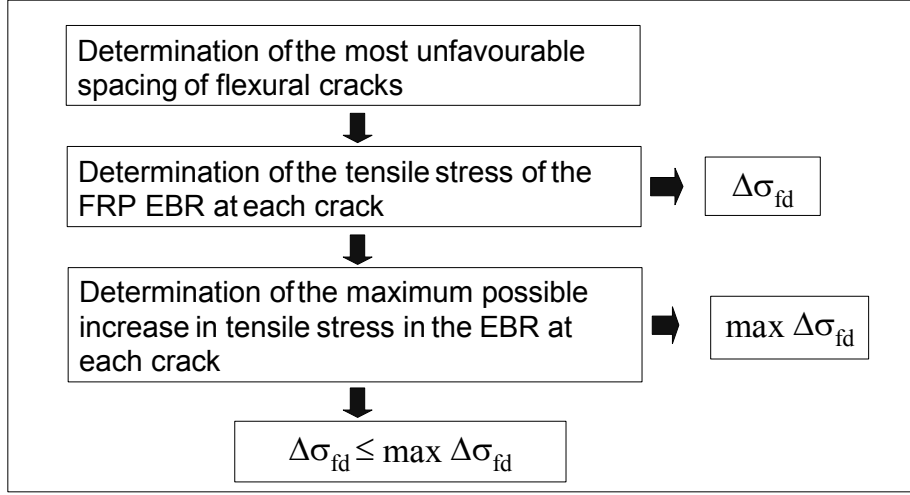 Determination of the most unfavourable
spacing of flexural cracks
Determination of the tensile stress of the
FRP EBR at each crack
Δσfd
Determination of the maximum possible
increase in tensile stress in the EBR at
each crack
max Δσfd
Δσfd ≤ max Δσfd